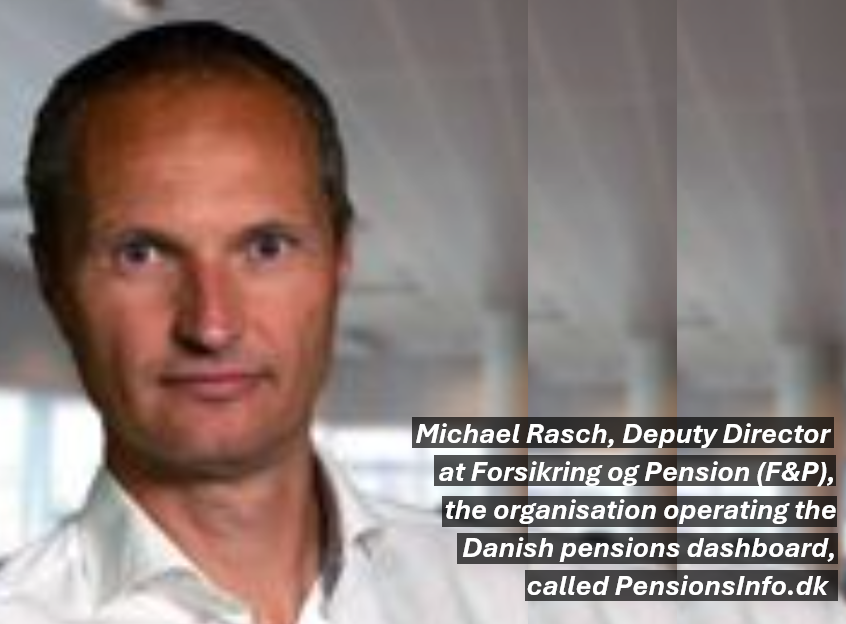 Michael Rasch, Deputy Director
at Forsikring og Pension (F&P),
the organisation operating the
Danish pensions dashboard,
called PensionsInfo.dk